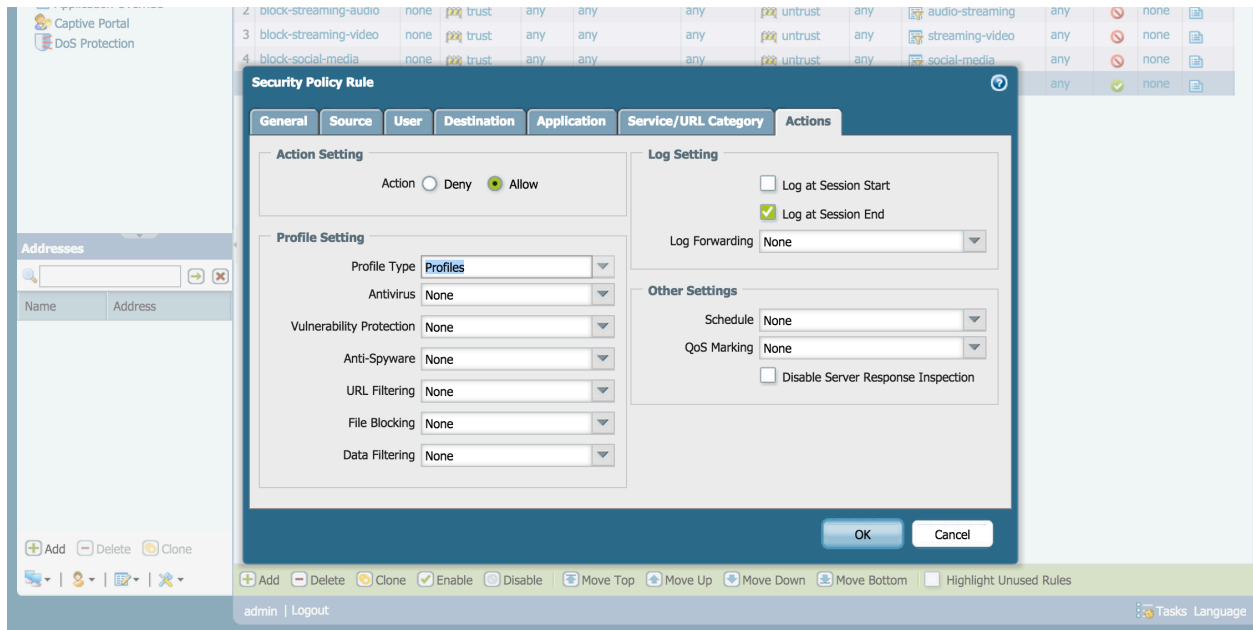 2 block-streaming-audio none trust any any any untrust any audio-streaming any none
Captive Portal
3 block-streaming-video none trust any any any untrust any streaming-video any none
DoS Protection
4 block-social-media none trust any any any untrust any social-media any none
any none
Security Policy Rule
General Source User Destination Application Service/URL Category Actions
Action Setting
Action Deny Allow
Log Setting
Log at Session Start
Log at Session End
Log Forwarding None
Profile Setting
Profile Type Profiles
Antivirus None
Vulnerability Protection None
Anti-Spyware None
URL Filtering None
File Blocking None
Data Filtering None
Other Settings
Schedule None
QoS Marking None
Disable Server Response Inspection
OK Cancel
Addresses
Name Address
Add Delete Clone
Add Delete Clone Enable Disable Move Top Move Up Move Down Move Bottom Highlight Unused Rules
admin | Logout
Tasks Language